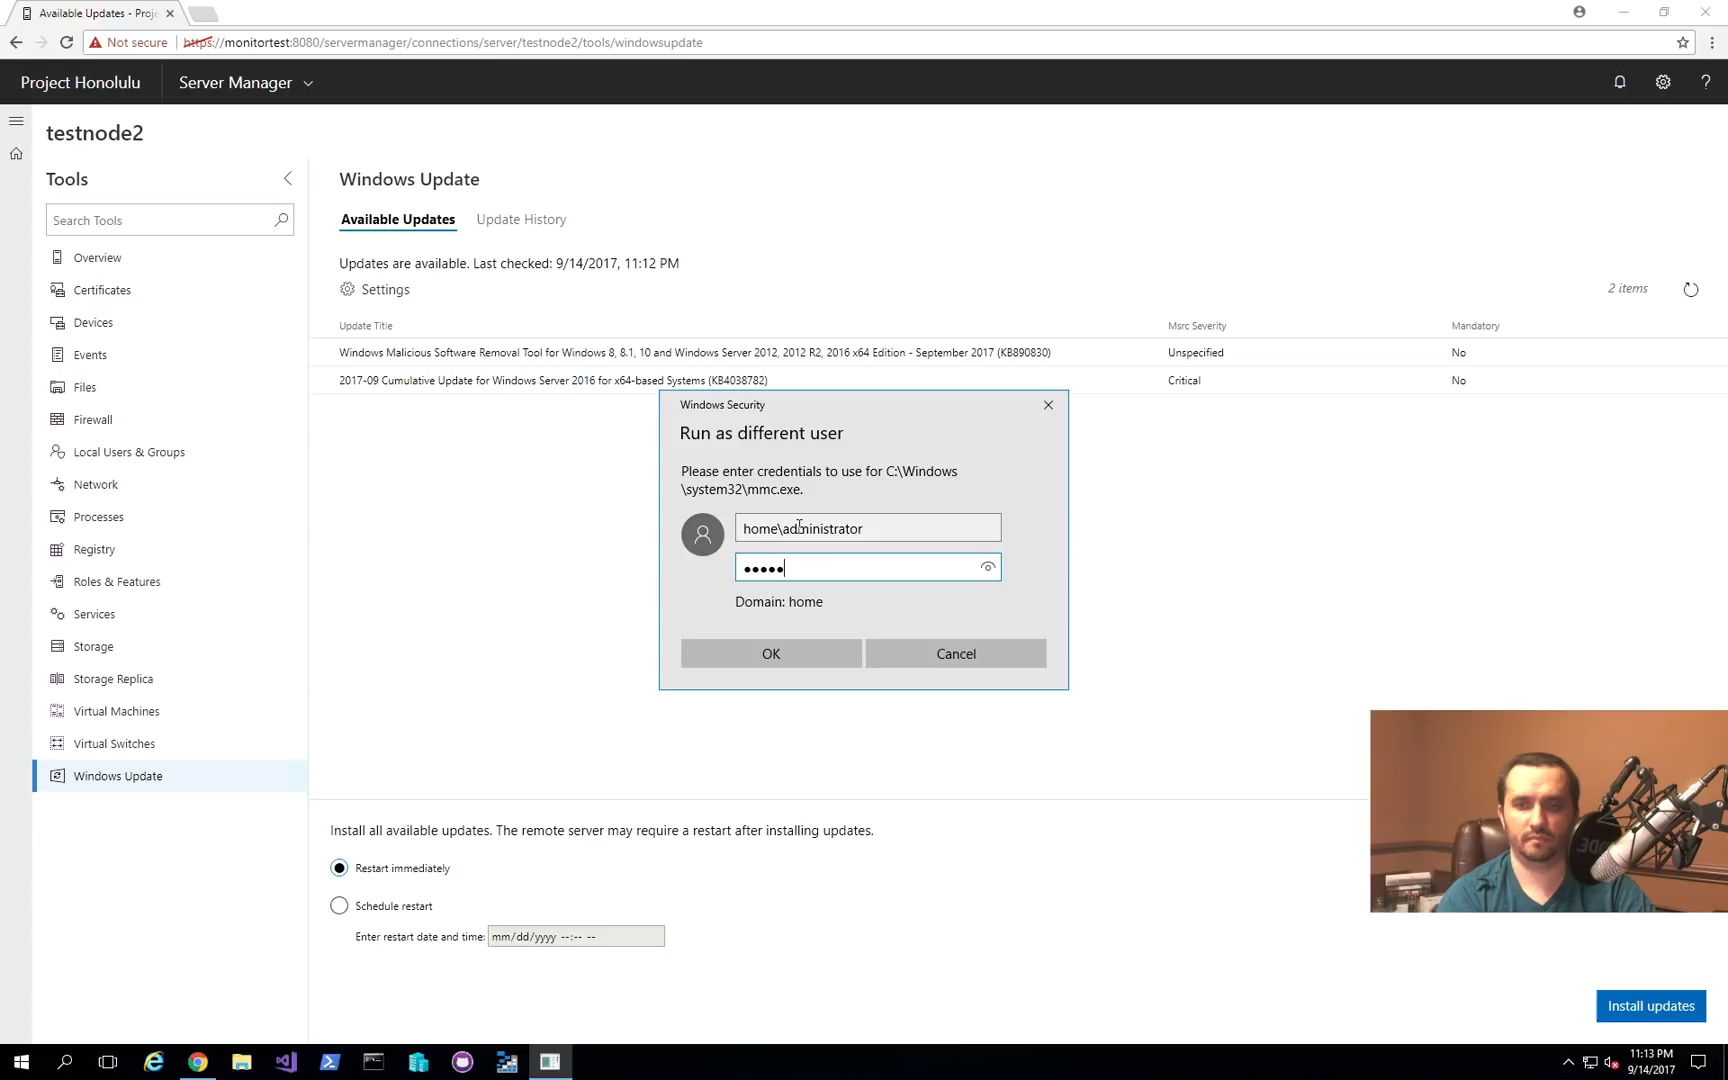 Available Updates - Proje
Not secure
https://monitortest:8080/servermanager/connections/server/testnode2/tools/windowsupdate
Project Honolulu
Server Manager
?
testnode2
Tools
Search Tools
Overview
Certificates
Devices
Events
Files
Firewall
Local Users & Groups
Network
Processes
Registry
Roles & Features
Services
Storage
Storage Replica
Virtual Machines
Virtual Switches
Windows Update
Windows Update
Available Updates
Update History
Updates are available. Last checked: 9/14/2017, 11:12 PM
Settings
2 items
Update Title
Msrc Severity
Mandatory
Windows Malicious Software Removal Tool for Windows 8, 8.1, 10 and Windows Server 2012, 2012 R2, 2016 x64 Edition - September 2017 (KB890830)
Unspecified
No
2017-09 Cumulative Update for Windows Server 2016 for x64-based Systems (KB4038782)
Critical
No
Windows Security
Run as different user
Please enter credentials to use for C:\Windows
\system32\mmc.exe.
home\administrator
•••••
Domain: home
OK
Cancel
Install all available updates. The remote server may require a restart after installing updates.
Restart immediately
Schedule restart
Enter restart date and time:
mm/dd/yyyy --:-- --
Install updates
11:13 PM
9/14/2017